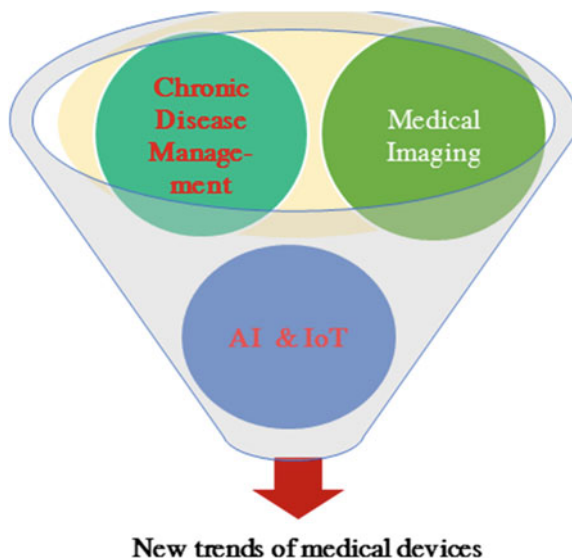 Chronic
Disease
Manage-
ment
Medical
Imaging
AI & IoT
New trends of medical devices